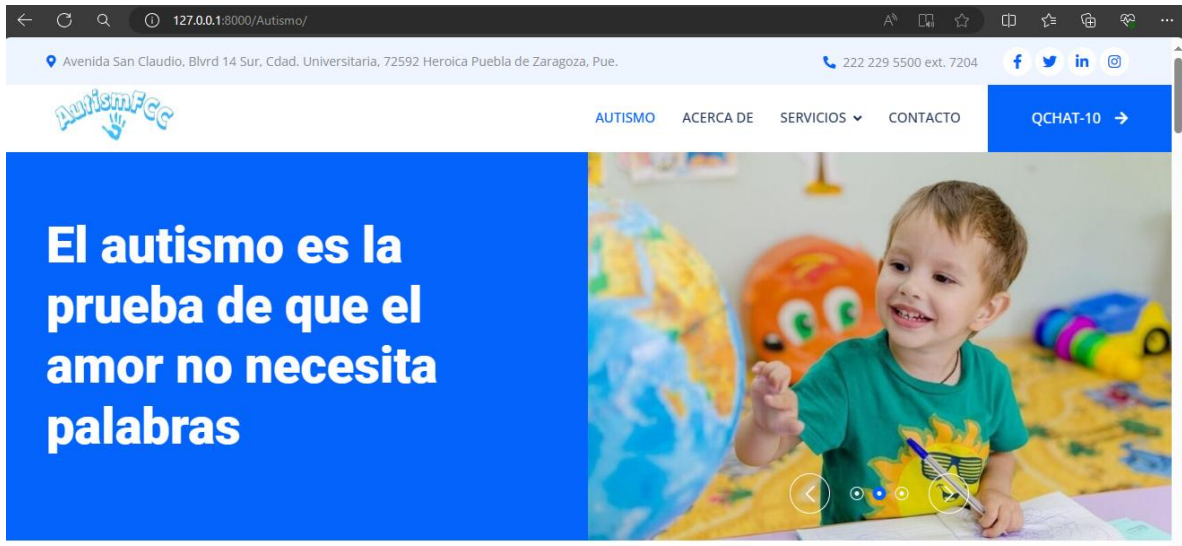 127.0.0.1:8000/Autismo/
Avenida San Claudio, Blvrd 14 Sur, Cdad. Universitaria, 72592 Heroica Puebla de Zaragoza, Pue.
222 229 5500 ext. 7204
AutismFCC
AUTISMO ACERCA DE SERVICIOS CONTACTO QCHAT-10
El autismo es la
prueba de que el
amor no necesita
palabras